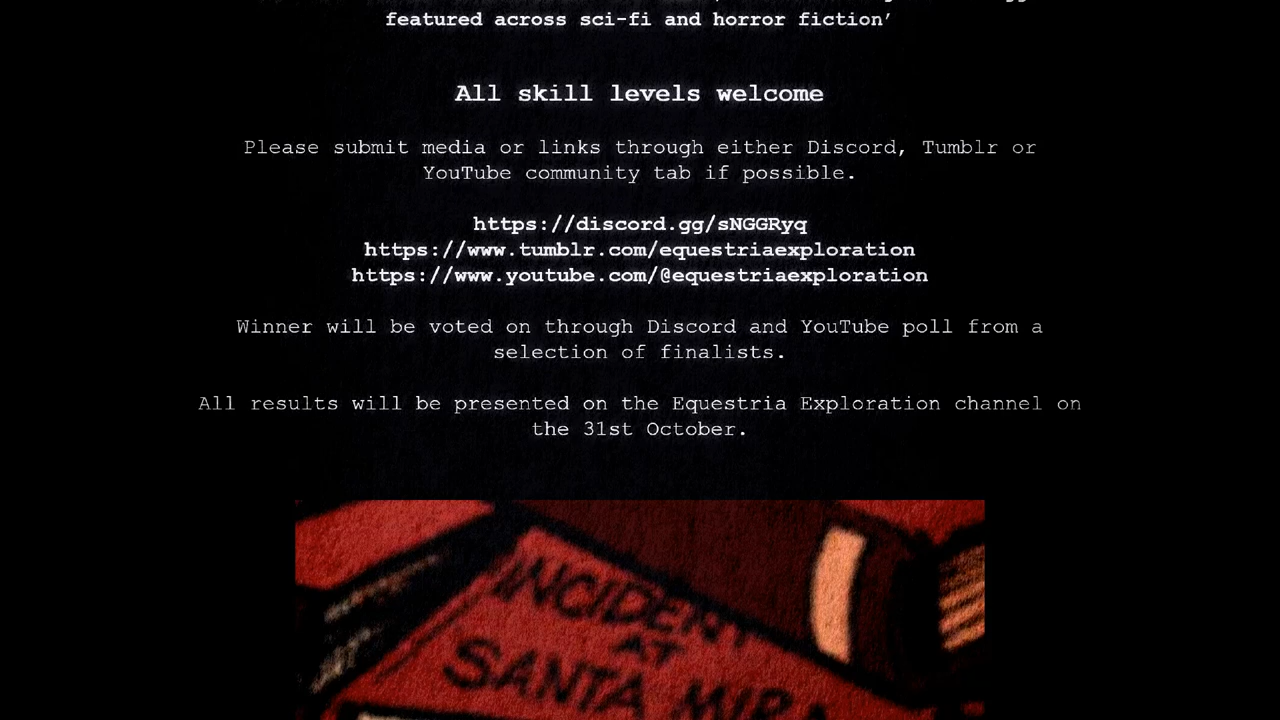 featured across sci-fi and horror fiction’
All skill levels welcome
Please submit media or links through either Discord, Tumblr or
YouTube community tab if possible.
https://discord.gg/sNGGRyq
https://www.tumblr.com/equestriaexploration
https://www.youtube.com/@equestriaexploration
Winner will be voted on through Discord and YouTube poll from a
selection of finalists.
All results will be presented on the Equestria Exploration channel on
the 31st October.
INCIDENT
AT
SANTA MIRA